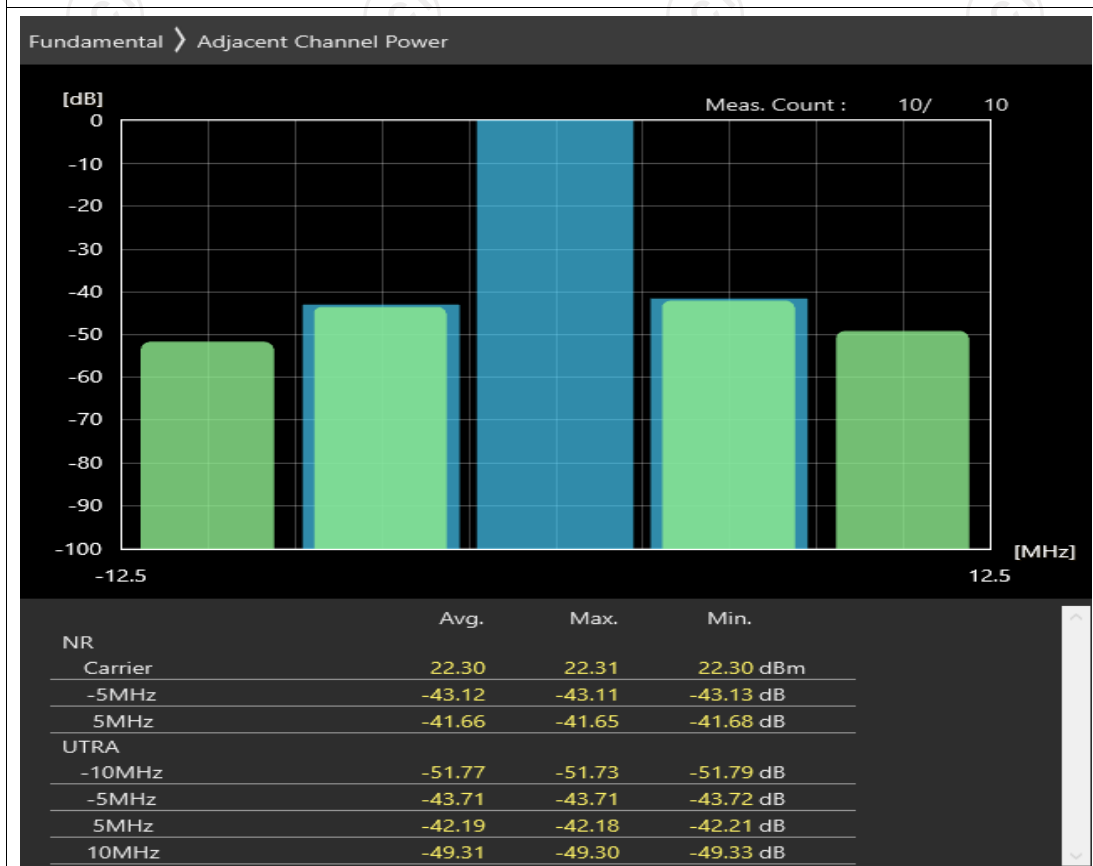 Fundamental 〉 Adjacent Channel Power
[dB] Meas. Count : 10/ 10
0
-10
-20
-30
-40
-50
-60
-70
-80
-90
-100
[MHz]
-12.5 12.5
Avg. Max. Min.
NR
Carrier 22.30 22.31 22.30 dBm
-5MHz -43.12 -43.11 -43.13 dB
5MHz -41.66 -41.65 -41.68 dB
UTRA
-10MHz -51.77 -51.73 -51.79 dB
-5MHz -43.71 -43.71 -43.72 dB
5MHz -42.19 -42.18 -42.21 dB
10MHz -49.31 -49.30 -49.33 dB